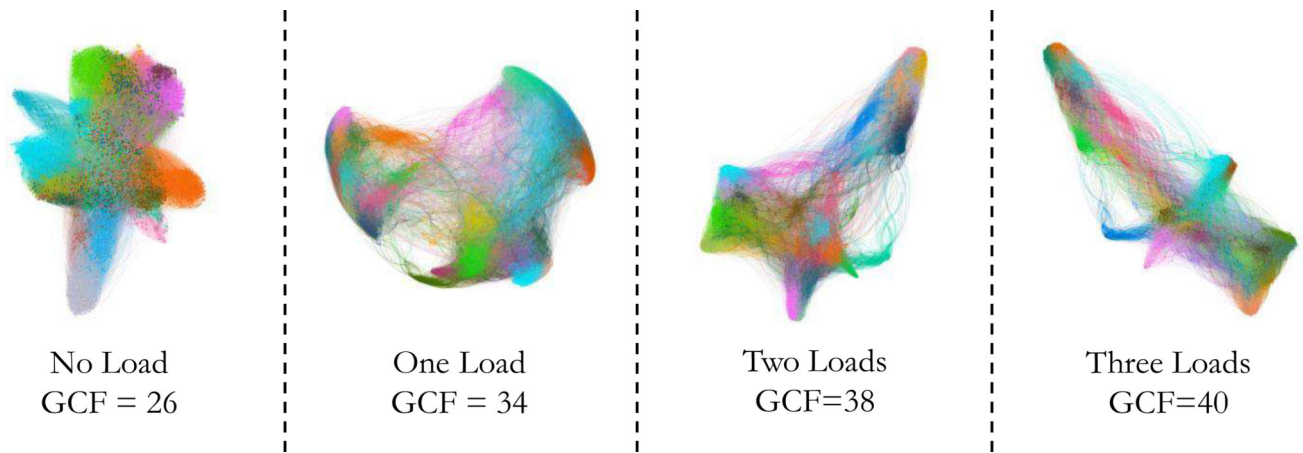 No Load
GCF = 26
One Load
GCF = 34
Two Loads
GCF=38
Three Loads
GCF=40